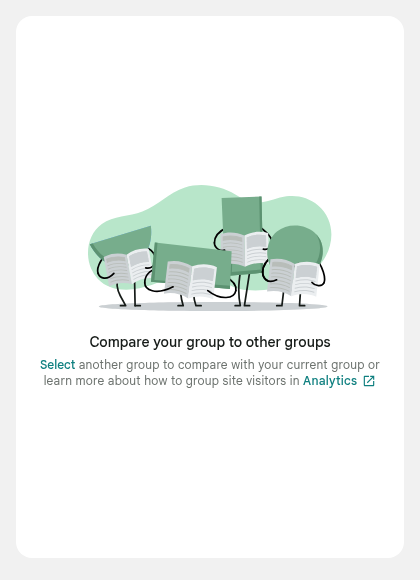 Compare your group to other groups
Select another group to compare with your current group or
learn more about how to group site visitors in Analytics